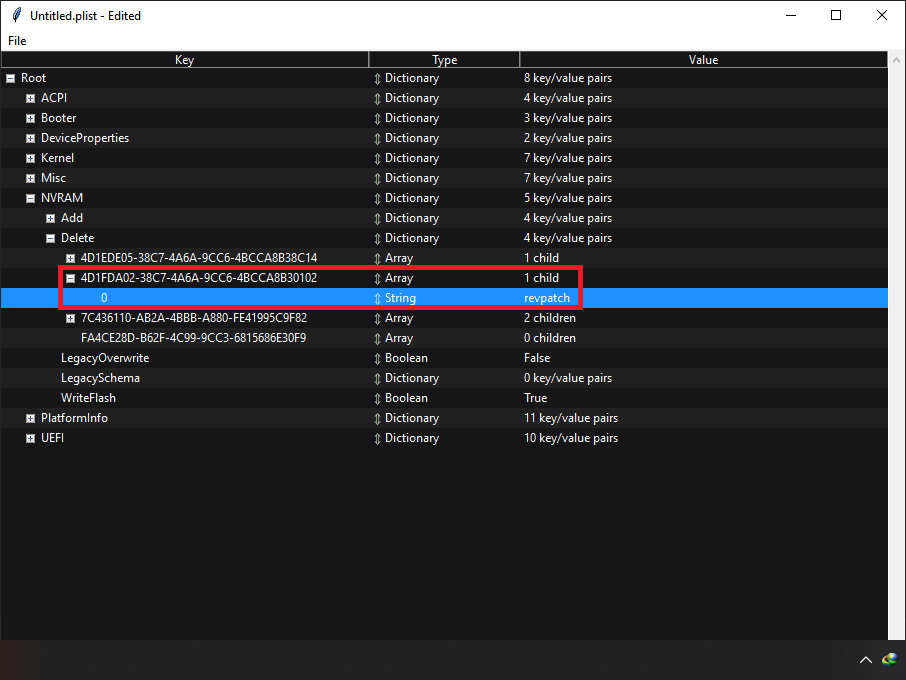 Untitled.plist - Edited
File
Key Type Value
Root Dictionary 8 key/value pairs
ACPI Dictionary 4 key/value pairs
Booter Dictionary 3 key/value pairs
DeviceProperties Dictionary 2 key/value pairs
Kernel Dictionary 7 key/value pairs
Misc Dictionary 7 key/value pairs
NVRAM Dictionary 5 key/value pairs
Add Dictionary 4 key/value pairs
Delete Dictionary 4 key/value pairs
4D1EDE05-38C7-4A6A-9CC6-4BCCA8B38C14 Array 1 child
4D1FDA02-38C7-4A6A-9CC6-4BCCA8B30102 Array 1 child
0 String revpatch
7C436110-AB2A-4BBB-A880-FE41995C9F82 Array 2 children
FA4CE28D-B62F-4C99-9CC3-6815686E30F9 Array 0 children
LegacyOverwrite Boolean False
LegacySchema Dictionary 0 key/value pairs
WriteFlash Boolean True
PlatformInfo Dictionary 11 key/value pairs
UEFI Dictionary 10 key/value pairs